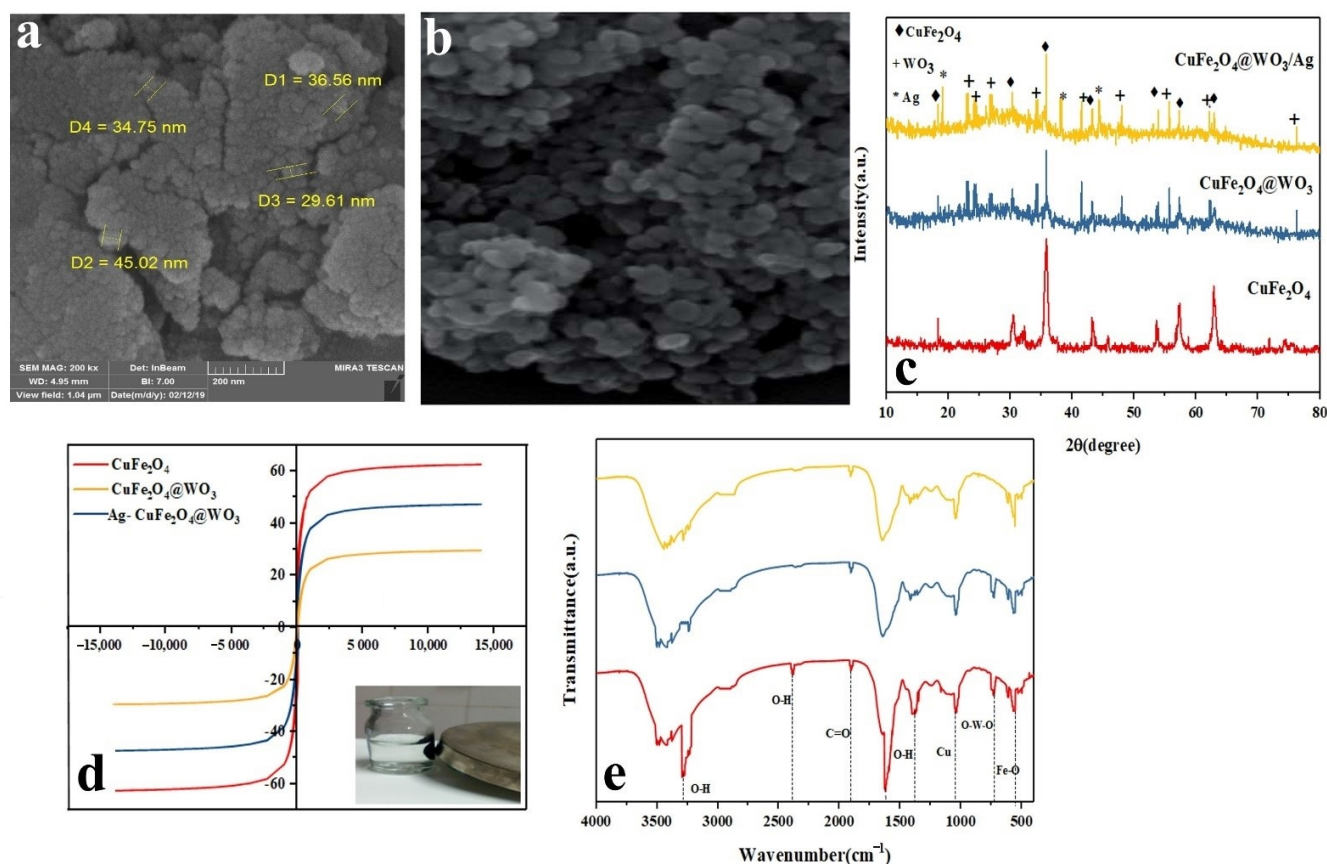 a
D1 = 36.56 nm
D4 = 34.75 nm
D3 = 29.61 nm
D2 = 45.02 nm
SEM MAG: 200 kx Det: InBeam MIRA3 TESCAN
WD: 4.95 mm BI: 7.00 200 nm
View field: 1.04 µm Date(m/d/y): 02/12/19
b
◆CuFe₂O₄
+ WO₃
* Ag
CuFe₂O₄@WO₃/Ag
CuFe₂O₄@WO₃
CuFe₂O₄
Intensity(a.u.)
c
10 20 30 40 50 60 70 80
2θ(degree)
CuFe₂O₄
CuFe₂O₄@WO₃
Ag- CuFe₂O₄@WO₃
60
40
20
0
−15,000 −10,000 −5000 0 5000 10,000 15,000
-20
-40
-60
d
Transmittance(a.u.)
O-H
C=O
O-H
Cu
O-W-O
Fe-O
O-H
e
4000 3500 3000 2500 2000 1500 1000 500
Wavenumber(cm⁻¹)